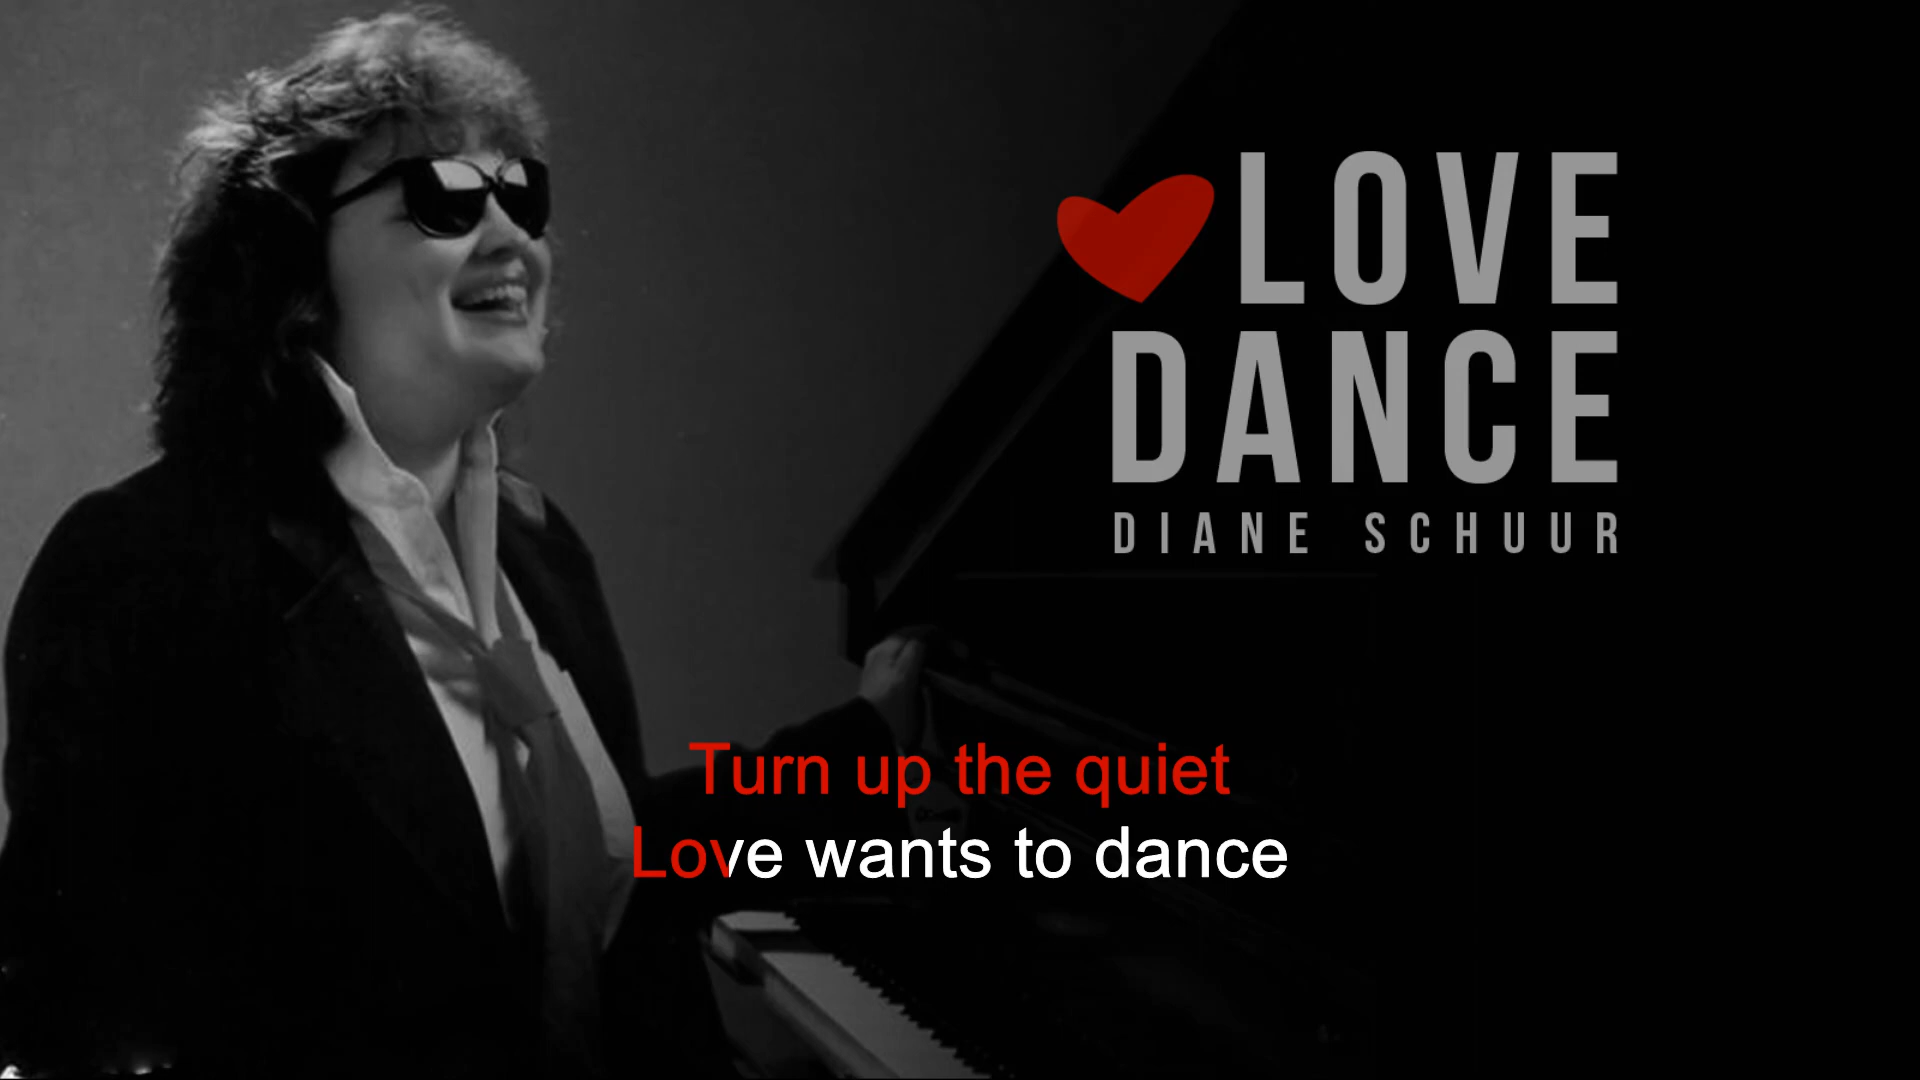 LOVE
DANCE
DIANE SCHUUR
Turn up the quiet
Love wants to dance